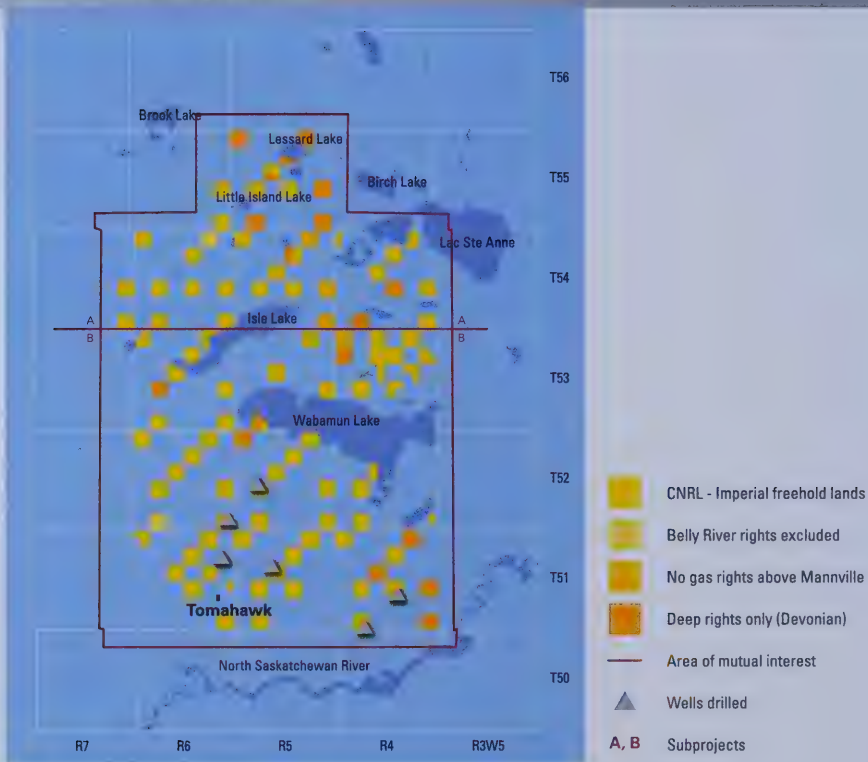 T56
Brook Lake
Lessard Lake
T55
Birch Lake
Little Island Lake
Lac Ste Anne
T54
Isle Lake
A
A
B
B
T53
Wabamun Lake
T52
CNRL - Imperial freehold lands
Belly River rights excluded
T51
No gas rights above Mannville
Tomahawk
Deep rights only (Devonian)
North Saskatchewan River
Area of mutual interest
T50
Wells drilled
R7
R6
R5
R4
R3W5
A, B
Subprojects